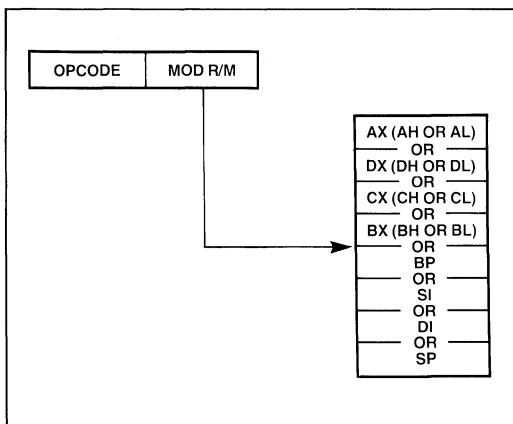 OPCODE MOD R/M
AX (AH OR AL)
OR
DX (DH OR DL)
OR
CX (CH OR CL)
OR
BX (BH OR BL)
OR
BP
OR
SI
OR
DI
OR
SP